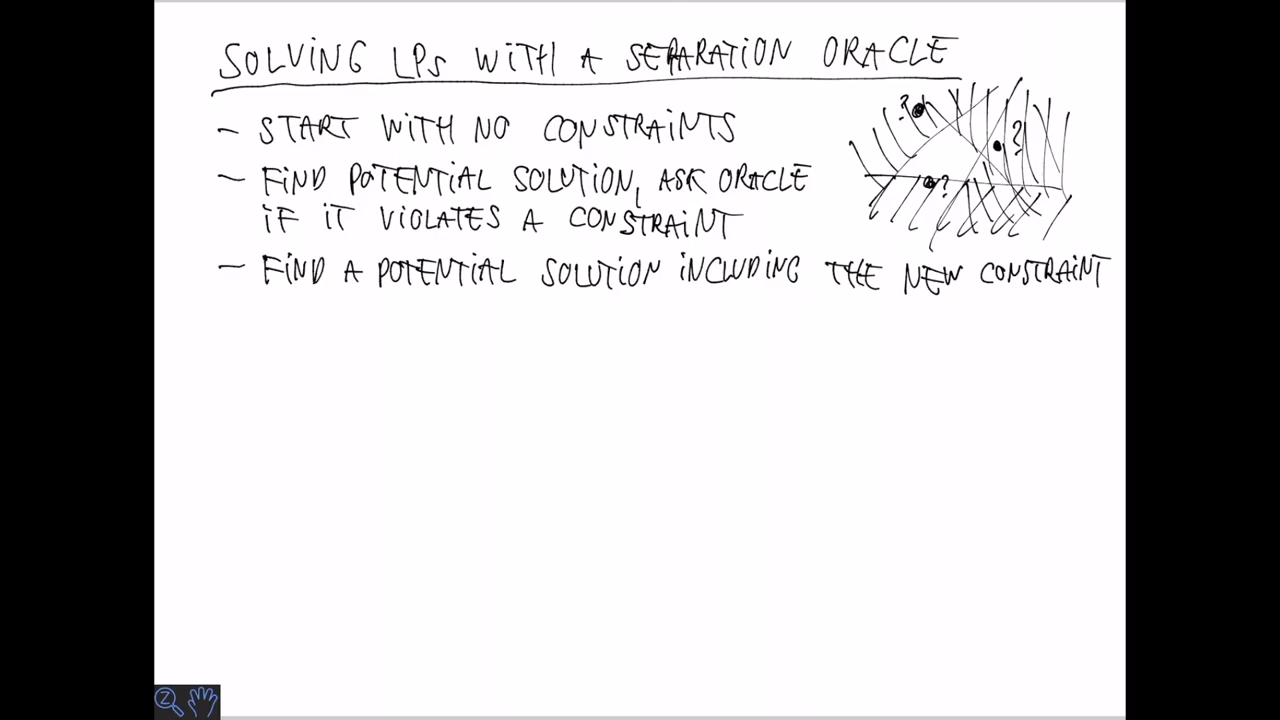 SOLVING LPs WITH A SEPARATION ORACLE
- START WITH NO CONSTRAINTS
- FIND POTENTIAL SOLUTION, ASK ORACLE
IF IT VIOLATES A CONSTRAINT
- FIND A POTENTIAL SOLUTION INCLUDING THE NEW CONSTRAINT
?
?
?
Z